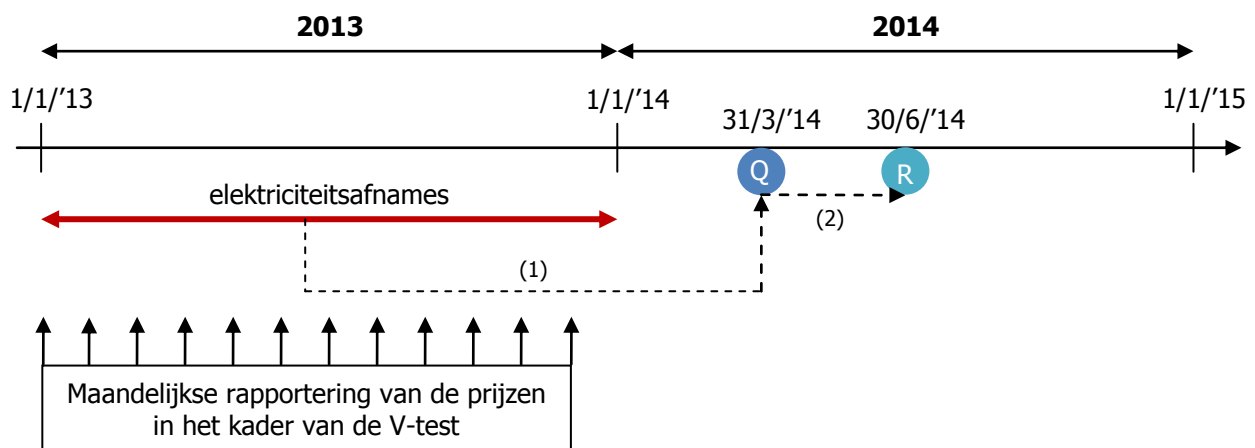 2013
2014
1/1/'13
1/1/'14
31/3/'14
30/6/'14
1/1/'15
Q
R
elektriciteitsafnames
(2)
(1)
Maandelijkse rapportering van de prijzen
in het kader van de V-test